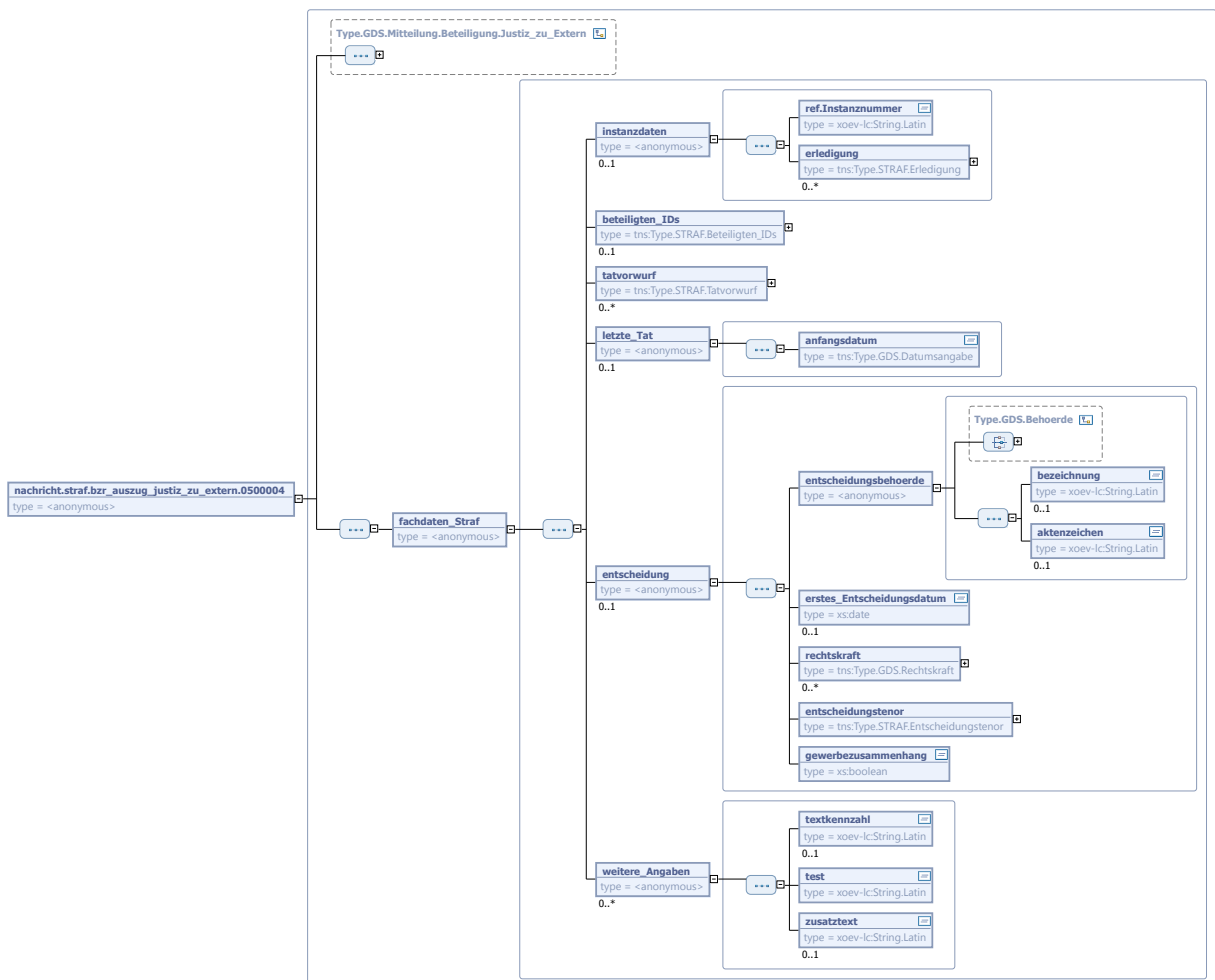 Type.GDS.Mitteilung.Beteiligung.Justiz_zu_Extern
ref.Instanznummer
type = xoev-lc:String.Latin
instanzdaten
type = <anonymous>
0..1
erledigung
type = tns:Type.STRAF.Erledigung
0..*
beteiligten_IDs
type = tns:Type.STRAF.Beteiligten_IDs
0..1
tatvorwurf
type = tns:Type.STRAF.Tatvorwurf
0..*
letzte_Tat
type = <anonymous>
0..1
anfangsdatum
type = tns:Type.GDS.Datumsangabe
Type.GDS.Behoerde
entscheidungsbehoerde
type = <anonymous>
bezeichnung
type = xoev-lc:String.Latin
0..1
aktenzeichen
type = xoev-lc:String.Latin
0..1
nachricht.straf.bzr_auszug_justiz_zu_extern.0500004
type = <anonymous>
fachdaten_Straf
type = <anonymous>
entscheidung
type = <anonymous>
0..1
erstes_Entscheidungsdatum
type = xs:date
0..1
rechtskraft
type = tns:Type.GDS.Rechtskraft
0..*
entscheidungstenor
type = tns:Type.STRAF.Entscheidungstenor
gewerbezusammenhang
type = xs:boolean
textkennzahl
type = xoev-lc:String.Latin
0..1
weitere_Angaben
type = <anonymous>
0..*
test
type = xoev-lc:String.Latin
zusatztext
type = xoev-lc:String.Latin
0..1